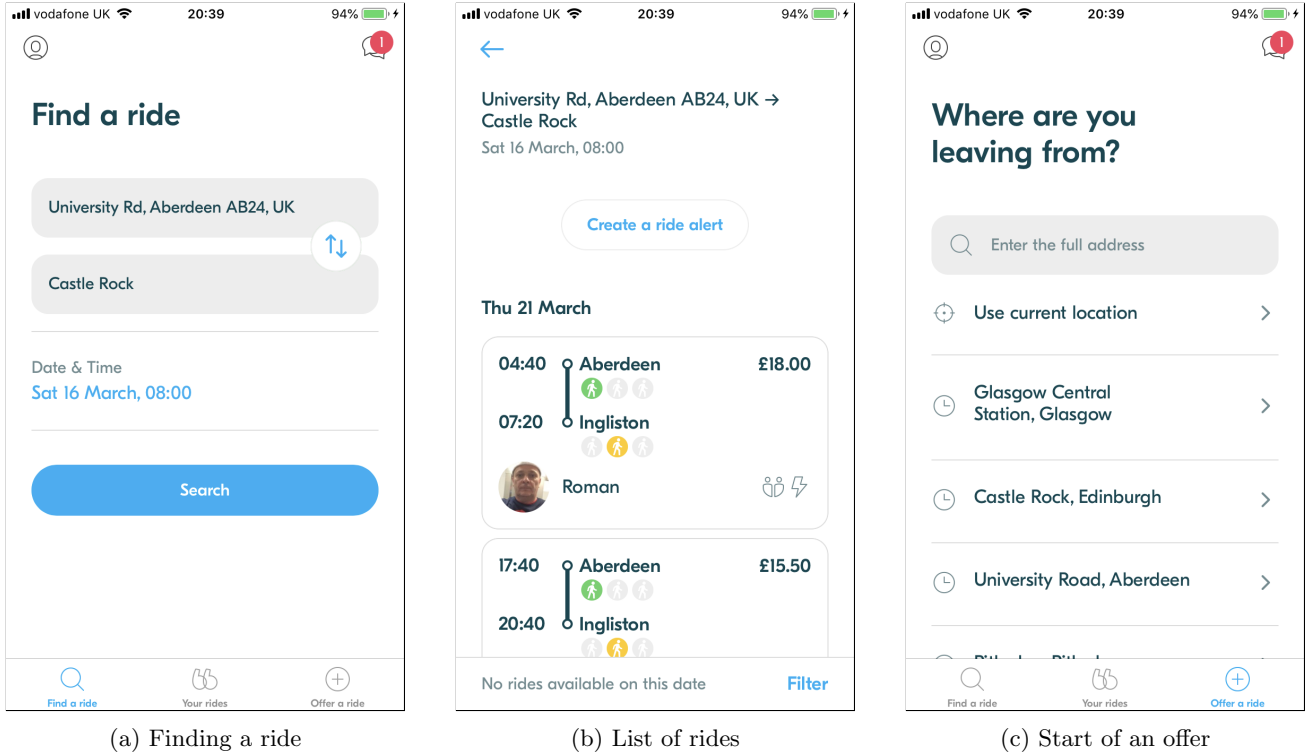 vodafone UK 20:39 94%
1
Find a ride
University Rd, Aberdeen AB24, UK
Castle Rock
Date & Time
Sat 16 March, 08:00
Search
Find a ride Your rides Offer a ride
(a) Finding a ride
vodafone UK 20:39 94%
University Rd, Aberdeen AB24, UK →
Castle Rock
Sat 16 March, 08:00
Create a ride alert
Thu 21 March
04:40 Aberdeen £18.00
07:20 Ingliston
Roman
17:40 Aberdeen £15.50
20:40 Ingliston
No rides available on this date Filter
(b) List of rides
vodafone UK 20:39 94%
1
Where are you
leaving from?
Enter the full address
Use current location
Glasgow Central
Station, Glasgow
Castle Rock, Edinburgh
University Road, Aberdeen
Find a ride Your rides Offer a ride
(c) Start of an offer